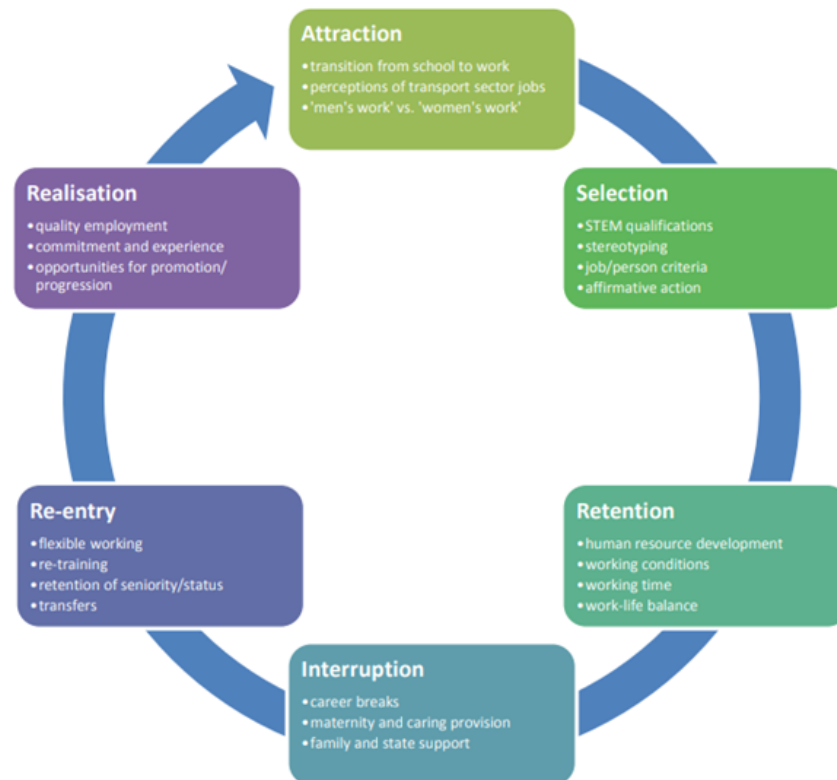 Attraction
•transition from school to work
•perceptions of transport sector jobs
•'men's work' vs. 'women's work'
Selection
•STEM qualifications
•stereotyping
•job/person criteria
•affirmative action
Retention
•human resource development
•working conditions
•working time
•work-life balance
Interruption
•career breaks
•maternity and caring provision
•family and state support
Re-entry
•flexible working
•re-training
•retention of seniority/status
•transfers
Realisation
•quality employment
•commitment and experience
•opportunities for promotion/
progression